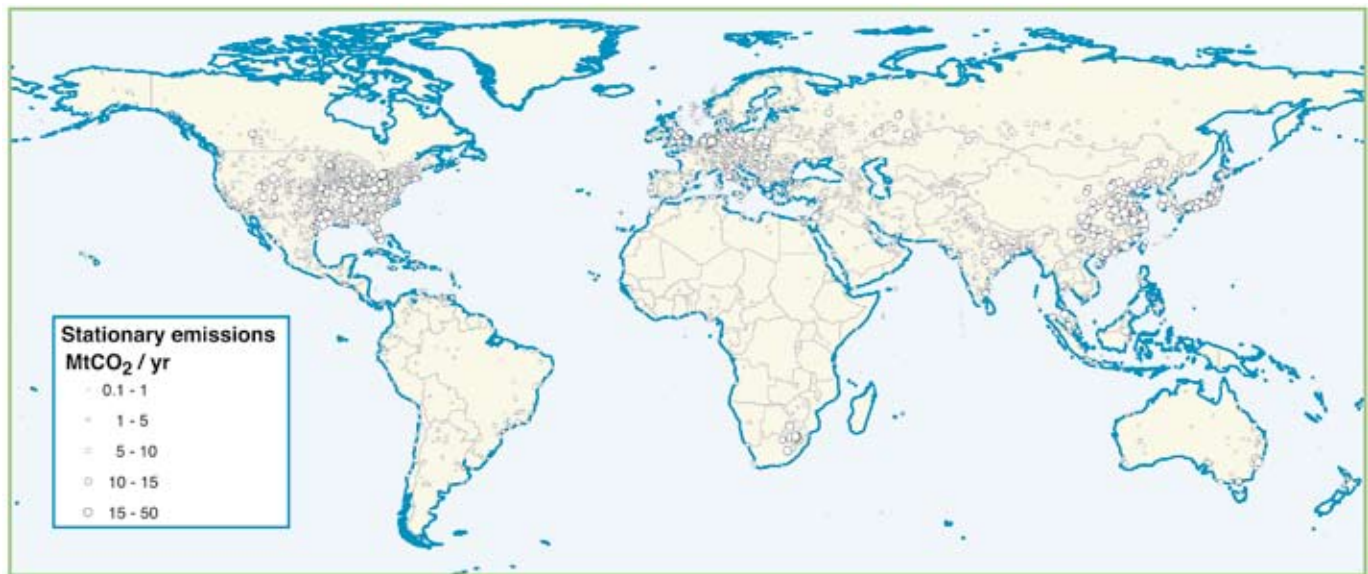 Stationary emissions
MtCO₂ / yr
0.1 - 1
1 - 5
5 - 10
10 - 15
15 - 50